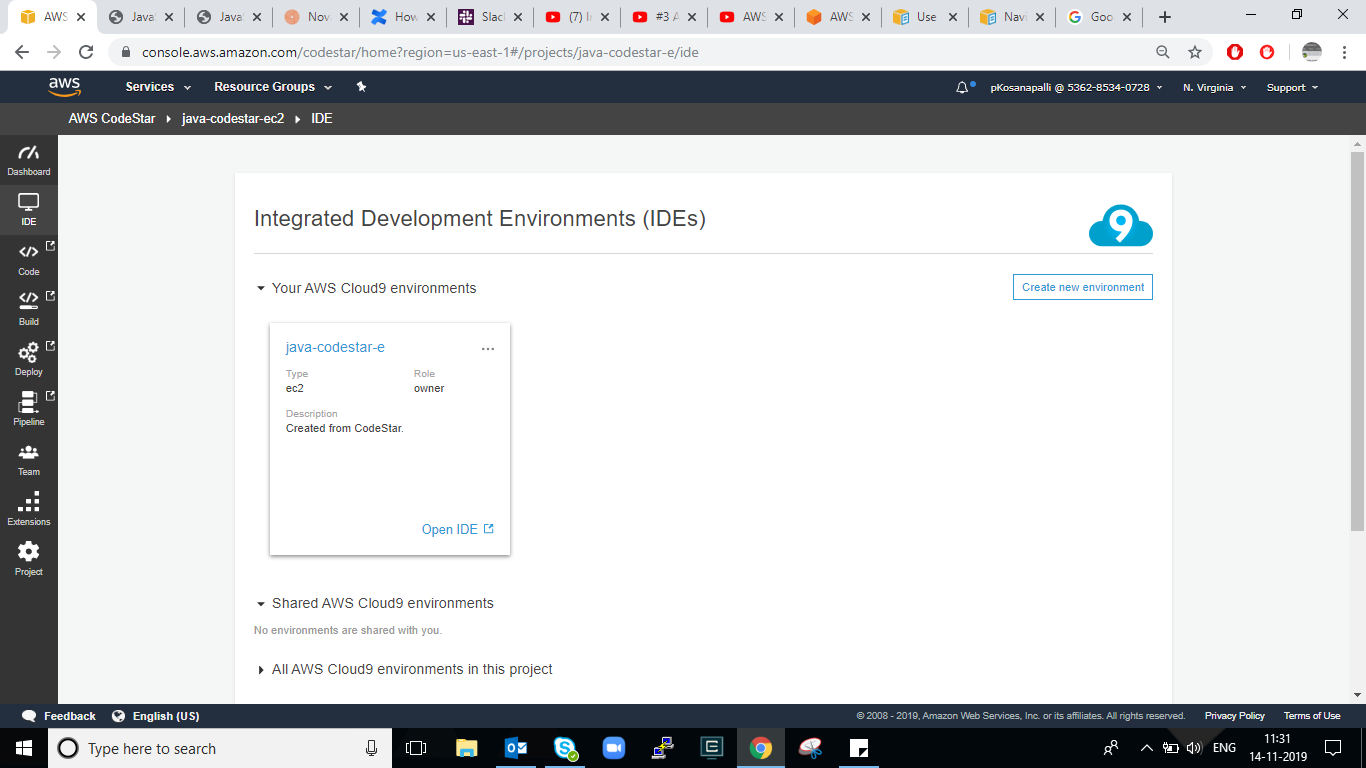 AWS
Java
Java
Nov
How
Slac
(7) I
#3 A
AWS
AWS
Use
Navi
Goo
console.aws.amazon.com/codestar/home?region=us-east-1#/projects/java-codestar-e/ide
aws Services Resource Groups pKosanapalli @ 5362-8534-0728 N. Virginia Support
AWS CodeStar java-codestar-ec2 IDE
Dashboard
IDE
Code
Build
Deploy
Pipeline
Team
Extensions
Project
Integrated Development Environments (IDEs)
9
Your AWS Cloud9 environments
Create new environment
java-codestar-e ...
Type Role
ec2 owner
Description
Created from CodeStar.
Open IDE
Shared AWS Cloud9 environments
No environments are shared with you.
All AWS Cloud9 environments in this project
Feedback English (US) © 2008 - 2019, Amazon Web Services, Inc. or its affiliates. All rights reserved. Privacy Policy Terms of Use
Type here to search
ENG
11:31
14-11-2019